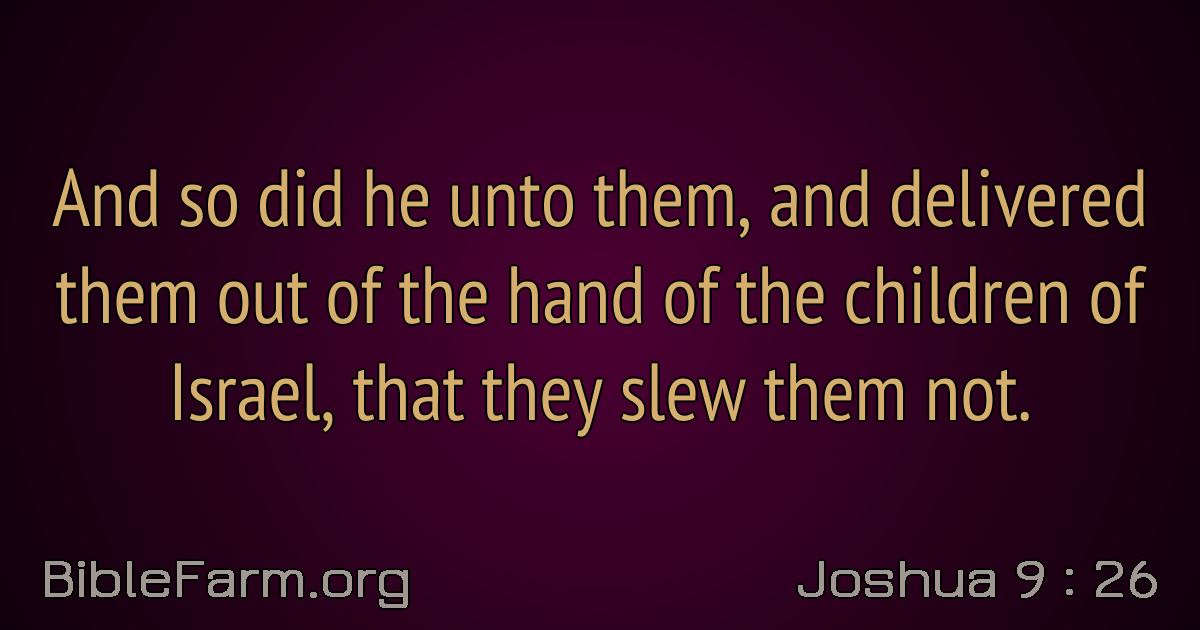 And so did he unto them, and delivered
them out of the hand of the children of
Israel, that they slew them not.
BibleFarm.org
Joshua 9 : 26